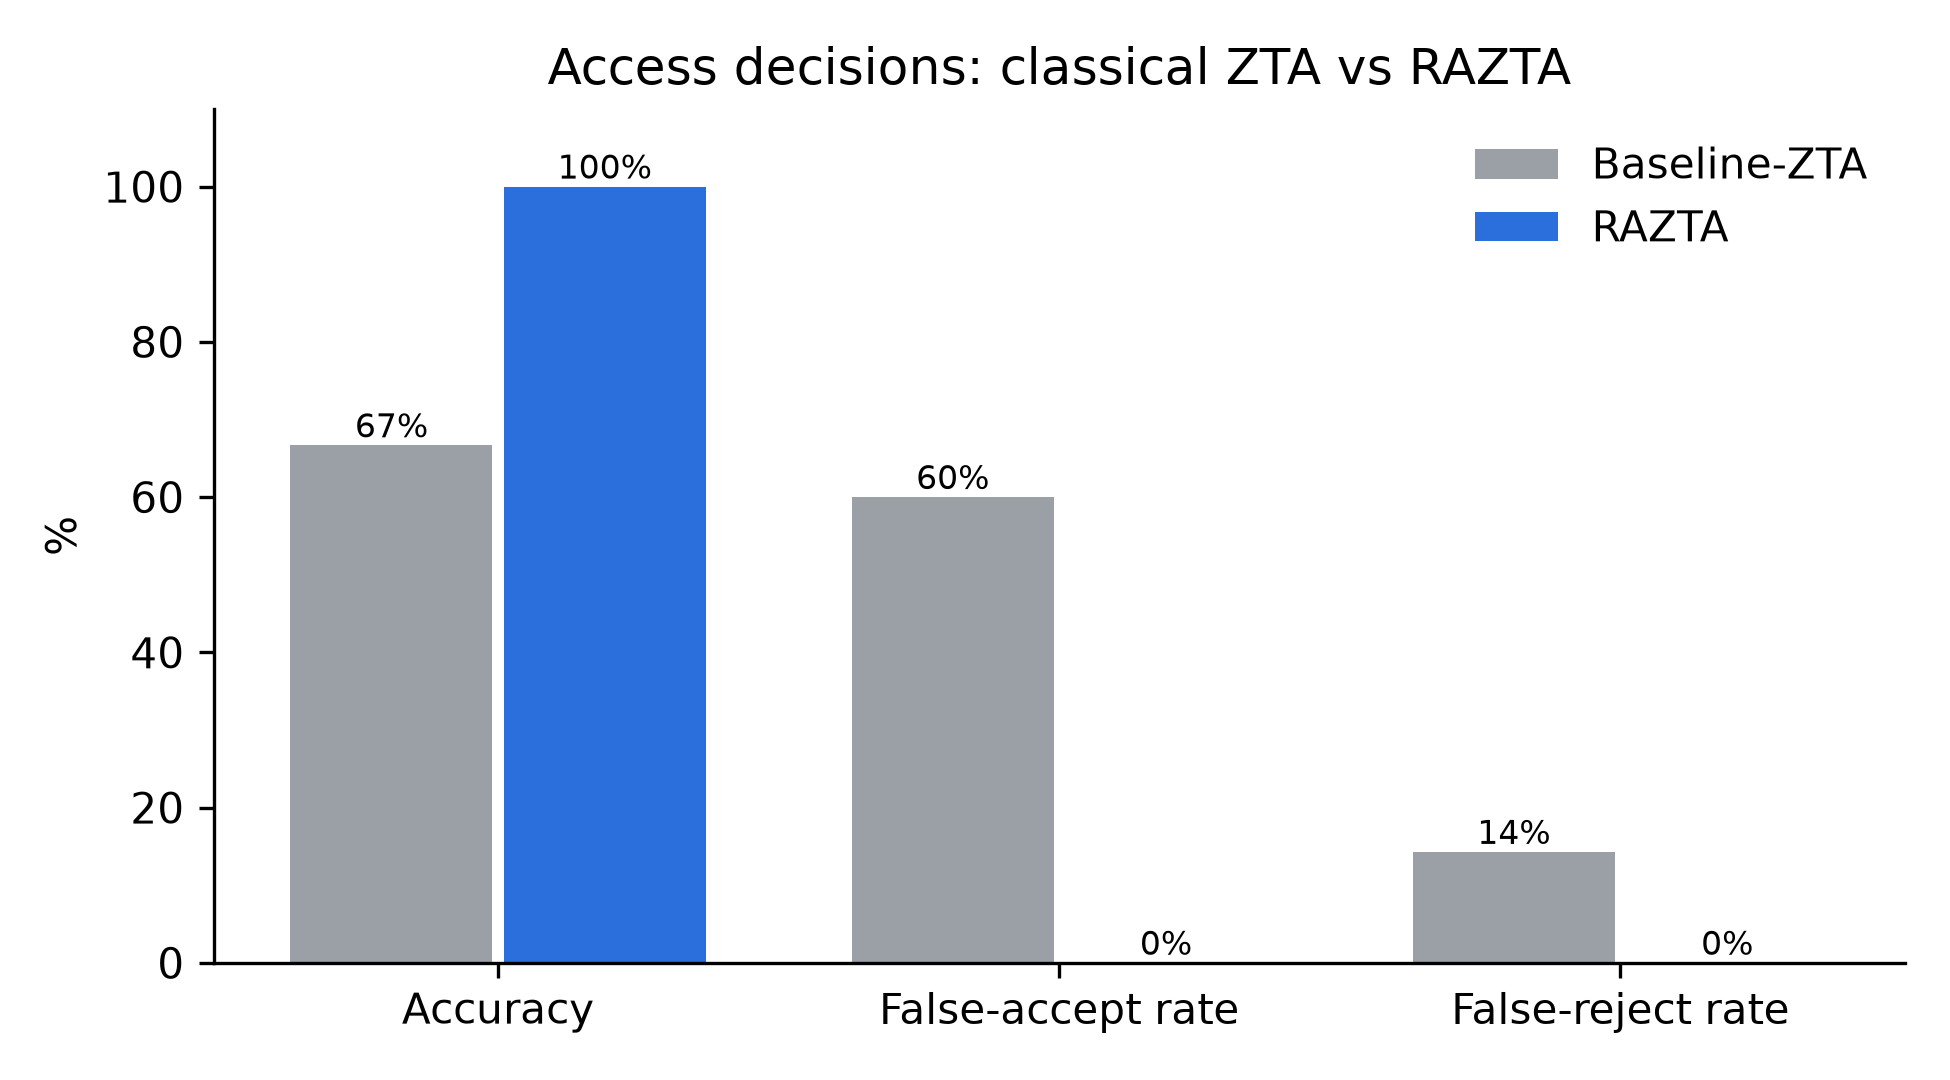 Access decisions: classical ZTA vs RAZTA
Baseline-ZTA
RAZTA
%
100
80
60
40
20
0
67%
100%
60%
0%
14%
0%
Accuracy
False-accept rate
False-reject rate